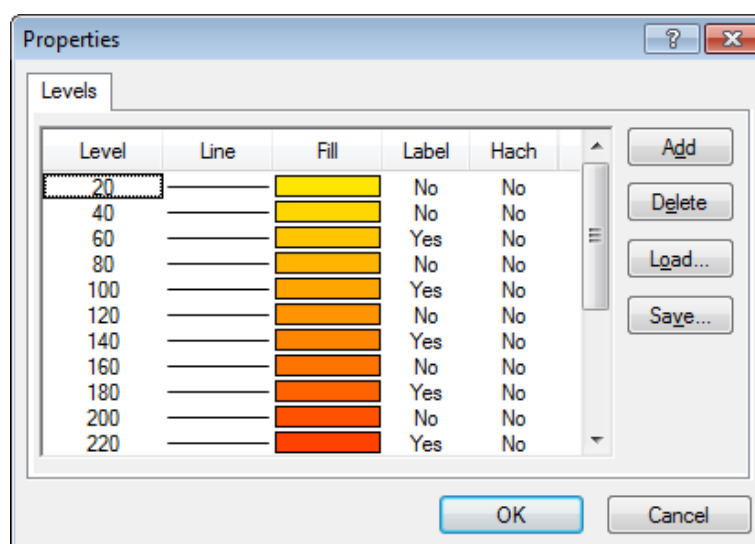 Properties
Levels
Level Line Fill Label Hach
20 No No
40 No No
60 Yes No
80 No No
100 Yes No
120 No No
140 Yes No
160 No No
180 Yes No
200 No No
220 Yes No
Add
Delete
Load...
Save...
OK Cancel